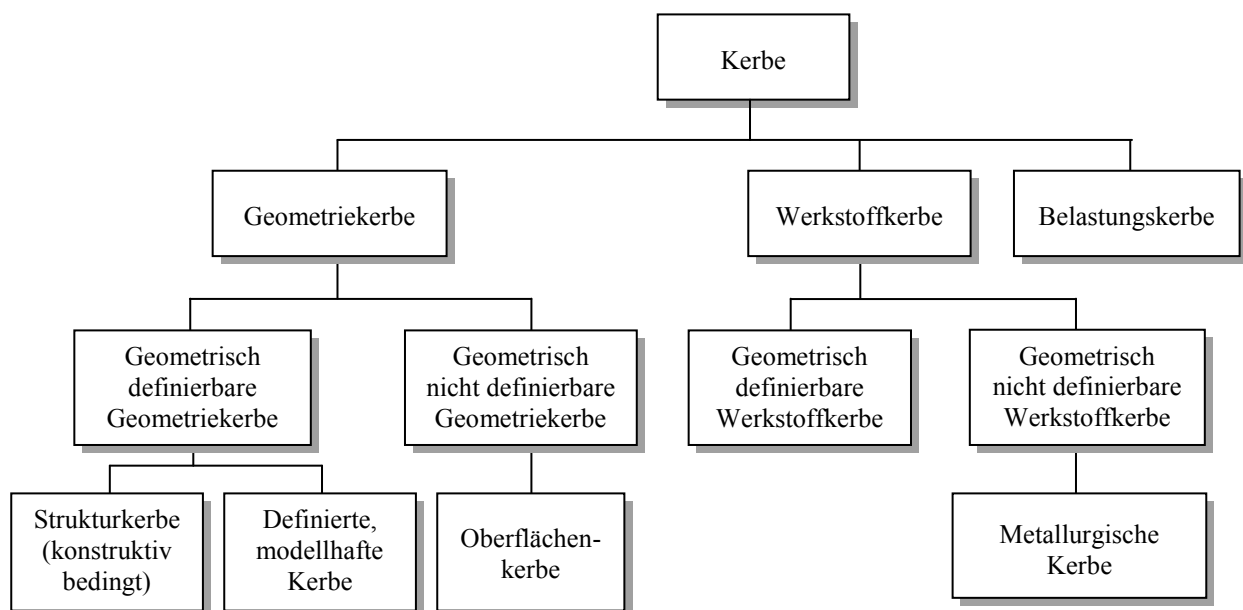 Kerbe
Geometriekerbe
Werkstoffkerbe
Belastungskerbe
Geometrisch
definierbare
Geometriekerbe
Geometrisch
nicht definierbare
Geometriekerbe
Geometrisch
definierbare
Werkstoffkerbe
Geometrisch
nicht definierbare
Werkstoffkerbe
Strukturkerbe
(konstruktiv
bedingt)
Definierte,
modellhafte
Kerbe
Oberflächen-
kerbe
Metallurgische
Kerbe